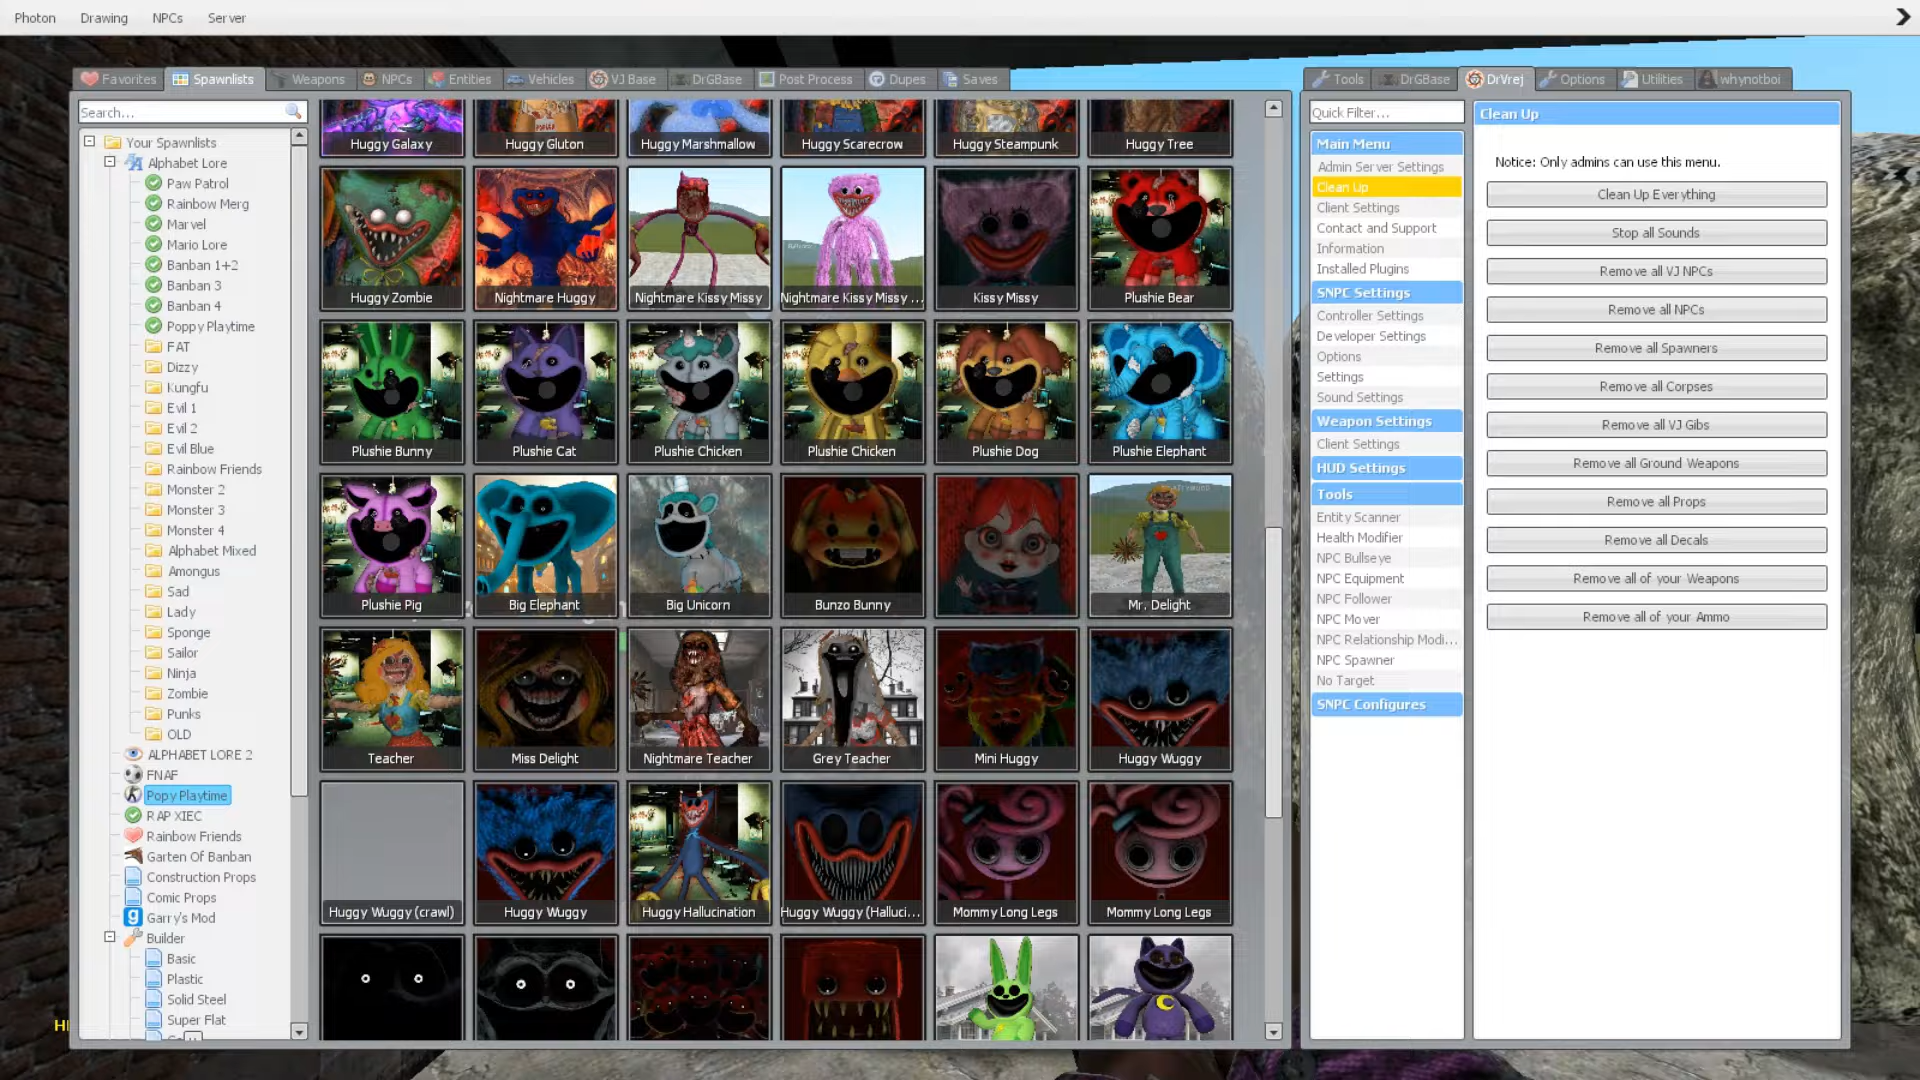 Photon Drawing NPCs Server
Favorites Spawnlists Weapons NPCs Entities Vehicles VJ Base DrGBase Post Process Dupes Saves
Search...
Your Spawnlists
Alphabet Lore
Paw Patrol
Rainbow Merg
Marvel
Mario Lore
Banban 1+2
Banban 3
Banban 4
Poppy Playtime
FAT
Dizzy
Kungfu
Evil 1
Evil 2
Evil Blue
Rainbow Friends
Monster 2
Monster 3
Monster 4
Alphabet Mixed
Amongus
Sad
Lady
Sponge
Sailor
Ninja
Zombie
Punks
OLD
ALPHABET LORE 2
FNAF
Popy Playtime
RAP XIEC
Rainbow Friends
Garten Of Banban
Construction Props
Comic Props
Garry's Mod
Builder
Basic
Plastic
Solid Steel
Super Flat
Huggy Galaxy Huggy Gluton Huggy Marshmallow Huggy Scarecrow Huggy Steampunk Huggy Tree
Huggy Zombie Nightmare Huggy Nightmare Kissy Missy Nightmare Kissy Missy ... Kissy Missy Plushie Bear
Plushie Bunny Plushie Cat Plushie Chicken Plushie Chicken Plushie Dog Plushie Elephant
Plushie Pig Big Elephant Big Unicorn Bunzo Bunny Mr. Delight
Teacher Miss Delight Nightmare Teacher Grey Teacher Mini Huggy Huggy Wuggy
Huggy Wuggy (crawl) Huggy Wuggy Huggy Hallucination Huggy Wuggy (Halluci... Mommy Long Legs Mommy Long Legs
Tools DrGBase DrVrej Options Utilities whynotboi
Quick Filter...
Main Menu
Admin Server Settings
Clean Up
Client Settings
Contact and Support
Information
Installed Plugins
SNPC Settings
Controller Settings
Developer Settings
Options
Settings
Sound Settings
Weapon Settings
Client Settings
HUD Settings
Tools
Entity Scanner
Health Modifier
NPC Bullseye
NPC Equipment
NPC Follower
NPC Mover
NPC Relationship Modi...
NPC Spawner
No Target
SNPC Configures
Clean Up
Notice: Only admins can use this menu.
Clean Up Everything
Stop all Sounds
Remove all VJ NPCs
Remove all NPCs
Remove all Spawners
Remove all Corpses
Remove all VJ Gibs
Remove all Ground Weapons
Remove all Props
Remove all Decals
Remove all of your Weapons
Remove all of your Ammo